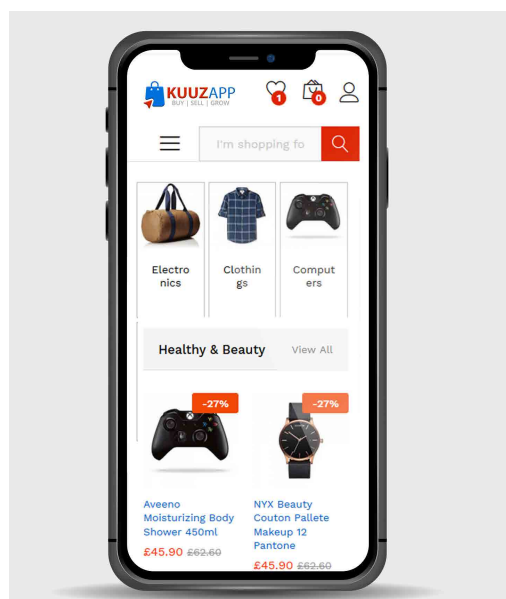 KUUZAPP
BUY | SELL | GROW
1
0
I'm shopping fo
Electro
nics
Clothin
gs
Comput
ers
Healthy & Beauty
View All
-27%
-27%
Aveeno
Moisturizing Body
Shower 450ml
£45.90 £62.60
NYX Beauty
Couton Pallete
Makeup 12
Pantone
£45.90 £62.60